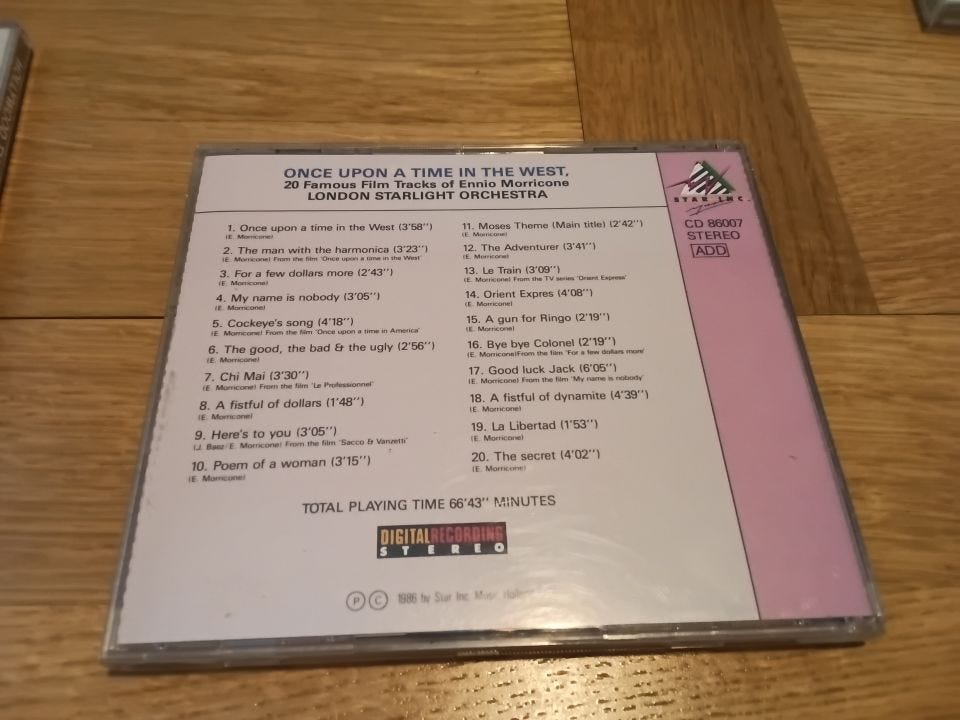 ONCE UPON A TIME IN THE WEST,
20 Famous Film Tracks of Ennio Morricone
LONDON STARLIGHT ORCHESTRA
1. Once upon a time in the West (3'58'')
(E. Morricone)
2. The man with the harmonica (3'23'')
(E. Morricone) From the film 'Once upon a time in the West'
3. For a few dollars more (2'43'')
(E. Morricone)
4. My name is nobody (3'05'')
(E. Morricone)
5. Cockeye's song (4'18'')
(E. Morricone) From the film 'Once upon a time in America'
6. The good, the bad & the ugly (2'56'')
(E. Morricone)
7. Chi Mai (3'30'')
(E. Morricone) From the film 'Le Professionnel'
8. A fistful of dollars (1'48'')
(E. Morricone)
9. Here's to you (3'05'')
(J. Baez/E. Morricone) From the film 'Sacco & Vanzetti'
10. Poem of a woman (3'15'')
(E. Morricone)
11. Moses Theme (Main title) (2'42'')
(E. Morricone)
12. The Adventurer (3'41'')
(E. Morricone)
13. Le Train (3'09'')
(E. Morricone) From the TV series 'Orient Express'
14. Orient Expres (4'08'')
(E. Morricone)
15. A gun for Ringo (2'19'')
(E. Morricone)
16. Bye bye Colonel (2'19'')
(E. Morricone)From the film 'For a few dollars more'
17. Good luck Jack (6'05'')
(E. Morricone) From the film 'My name is nobody'
18. A fistful of dynamite (4'39'')
(E. Morricone)
19. La Libertad (1'53'')
(E. Morricone)
20. The secret (4'02'')
(E. Morricone)
TOTAL PLAYING TIME 66'43'' MINUTES
DIGITAL RECORDING
STEREO
Ⓟ Ⓒ 1986 by Star Inc. Music Holland
STAR INC.
CD 86007
STEREO
ADD